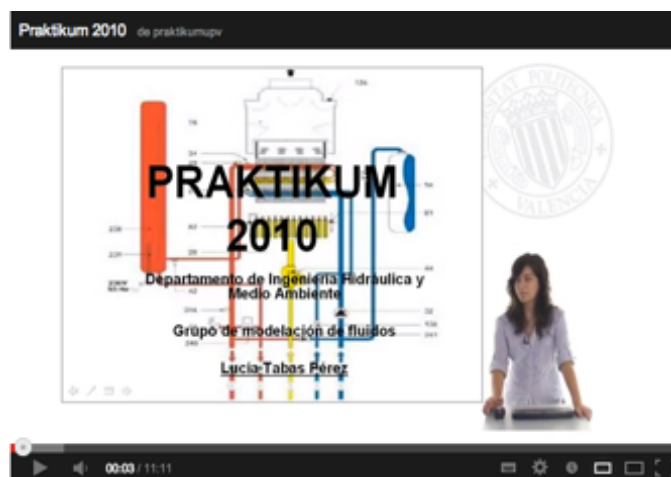 Praktikum 2010 de praktikumupv
PRAKTIKUM
2010
Departamento de Ingeniería Hidráulica y
Medio Ambiente
Grupo de modelación de fluidos
Lucía Tabas Pérez
POLITECNICA
VALENCIA
00:03 / 11:11